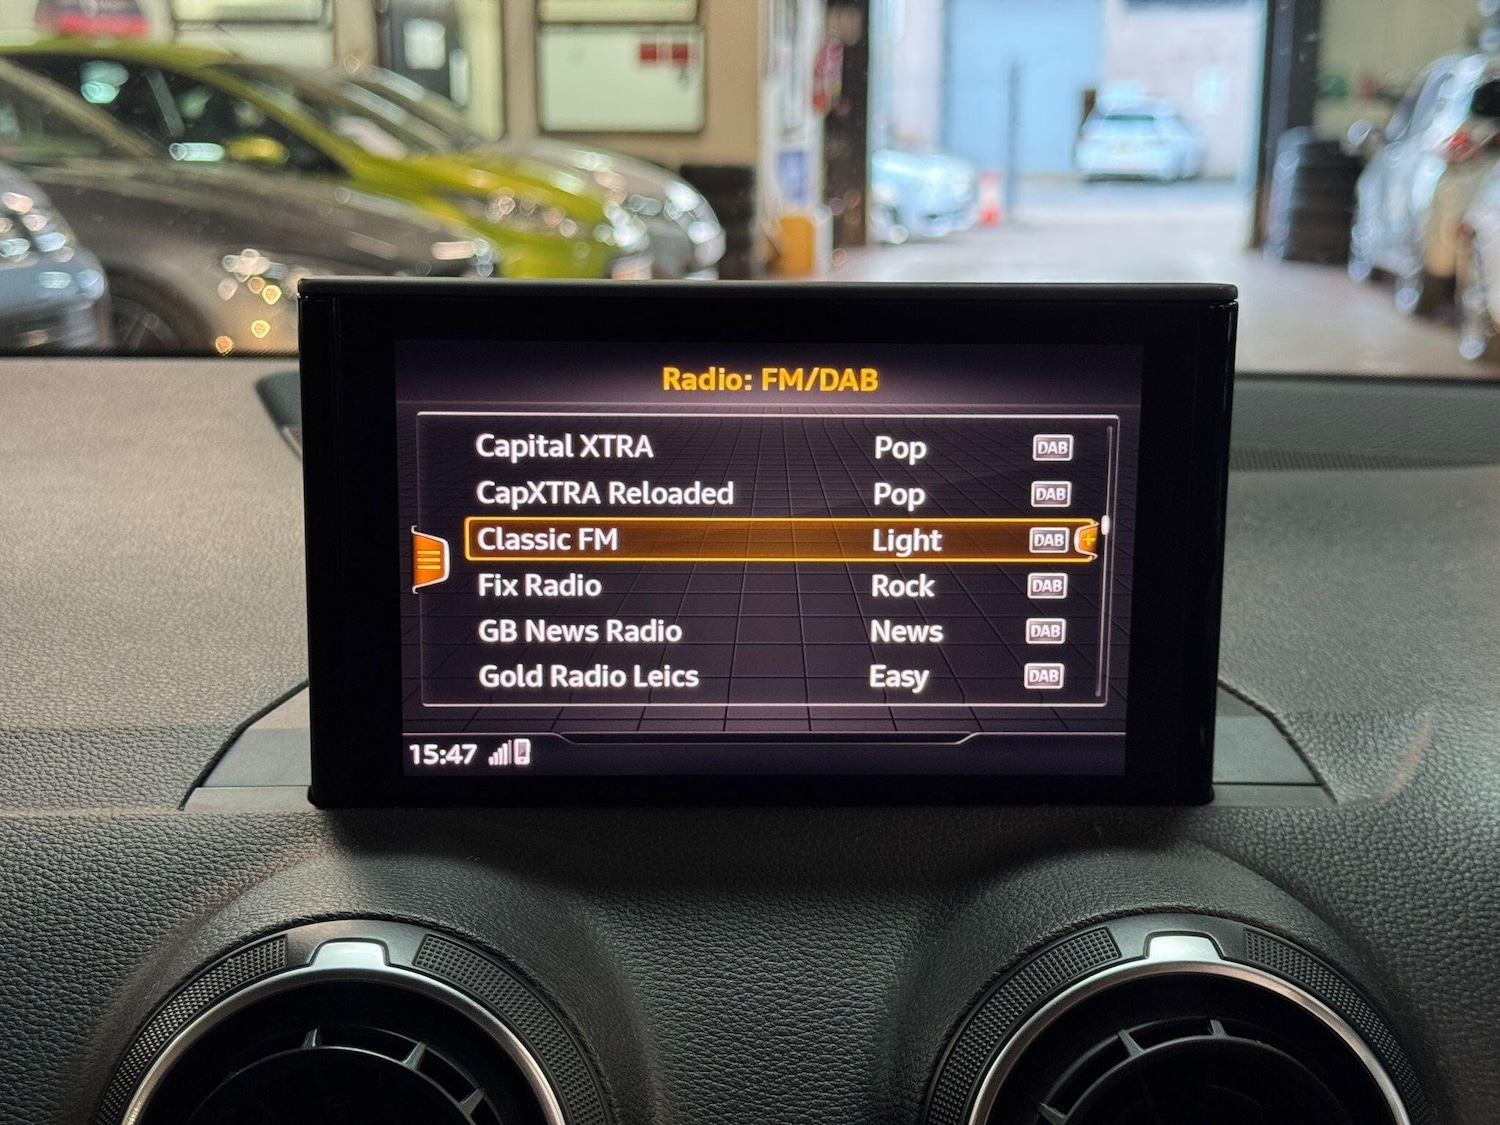 Radio: FM/DAB
Capital XTRA Pop DAB
CapXTRA Reloaded Pop DAB
Classic FM Light DAB
Fix Radio Rock DAB
GB News Radio News DAB
Gold Radio Leics Easy DAB
15:47